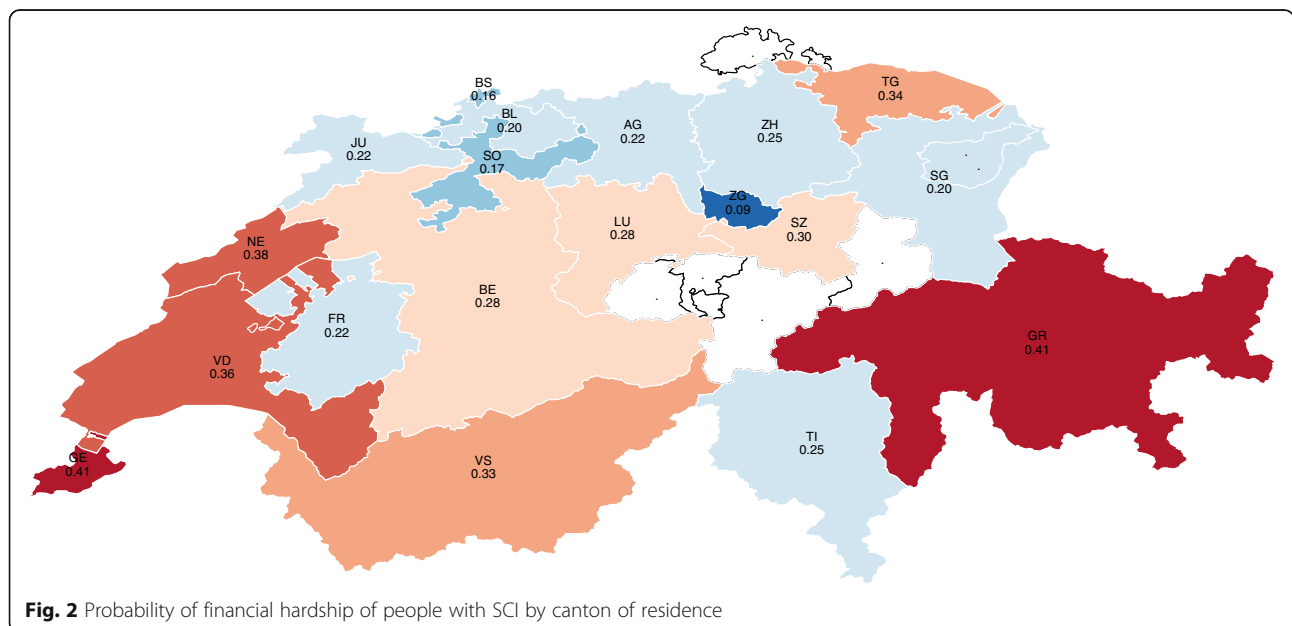 BS
0.16
BL
0.20
TG
0.34
AG
0.22
ZH
0.25
JU
0.22
SO
0.17
SG
0.20
ZG
0.09
LU
0.28
SZ
0.30
NE
0.38
BE
0.28
FR
0.22
GR
0.41
VD
0.36
TI
0.25
GE
0.41
VS
0.33
Fig. 2 Probability of financial hardship of people with SCI by canton of residence